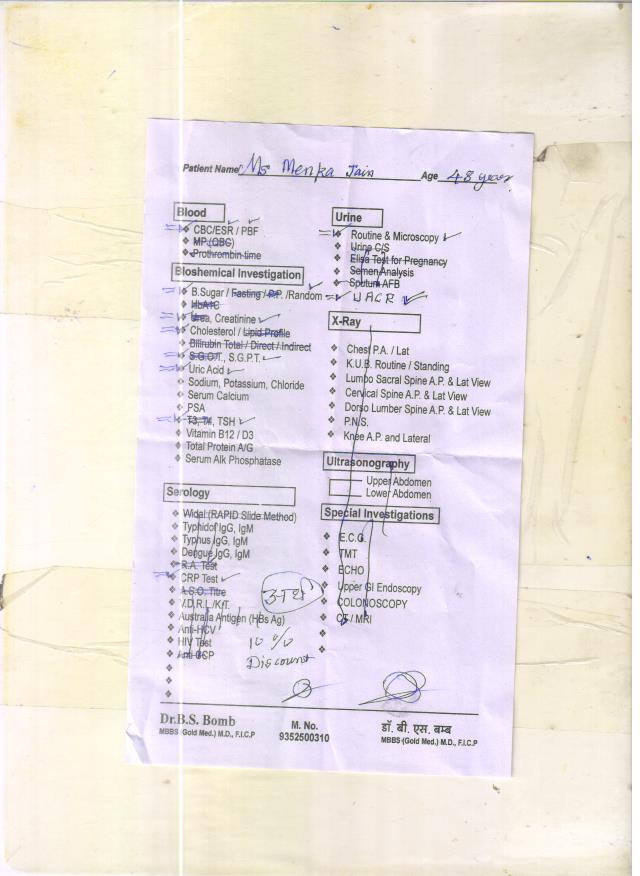 Patient Name Ms Menka Jain Age 48 years
Blood
CBC/ESR / PBF
MP (QBC)
Prothrombin time
Bioshemical Investigation
B.Sugar / Fasting / P.P. /Random
HbA1C
Urea, Creatinine
Cholesterol / Lipid Profile
Bilirubin Total / Direct / Indirect
S.G.O.T., S.G.P.T.
Uric Acid
Sodium, Potassium, Chloride
Serum Calcium
PSA
T3, T4, TSH
Vitamin B12 / D3
Total Protein A/G
Serum Alk Phosphatase
Serology
Widal (RAPID Slide Method)
Typhidot IgG, IgM
Typhus IgG, IgM
Dengue IgG, IgM
R.A. Test
CRP Test
A.S.O. Titre
V.D.R.L./K.T.
Australia Antigen (HBs Ag)
Anti-HCV
HIV Test
Anti-CCP
10 %
Discount
Urine
Routine & Microscopy
Urine C/S
Elisa Test for Pregnancy
Semen Analysis
Sputum AFB
UACR
X-Ray
Chest P.A. / Lat
K.U.B. Routine / Standing
Lumbo Sacral Spine A.P. & Lat View
Cervical Spine A.P. & Lat View
Dorso Lumber Spine A.P. & Lat View
P.N.S.
Knee A.P. and Lateral
Ultrasonography
Upper Abdomen
Lower Abdomen
Special Investigations
E.C.G.
TMT
ECHO
Upper GI Endoscopy
COLONOSCOPY
CT / MRI
Dr.B.S. Bomb
MBBS (Gold Med.) M.D., F.I.C.P
M. No.
9352500310
डॉ. बी. एस. बम्ब
MBBS (Gold Med.) M.D., F.I.C.P